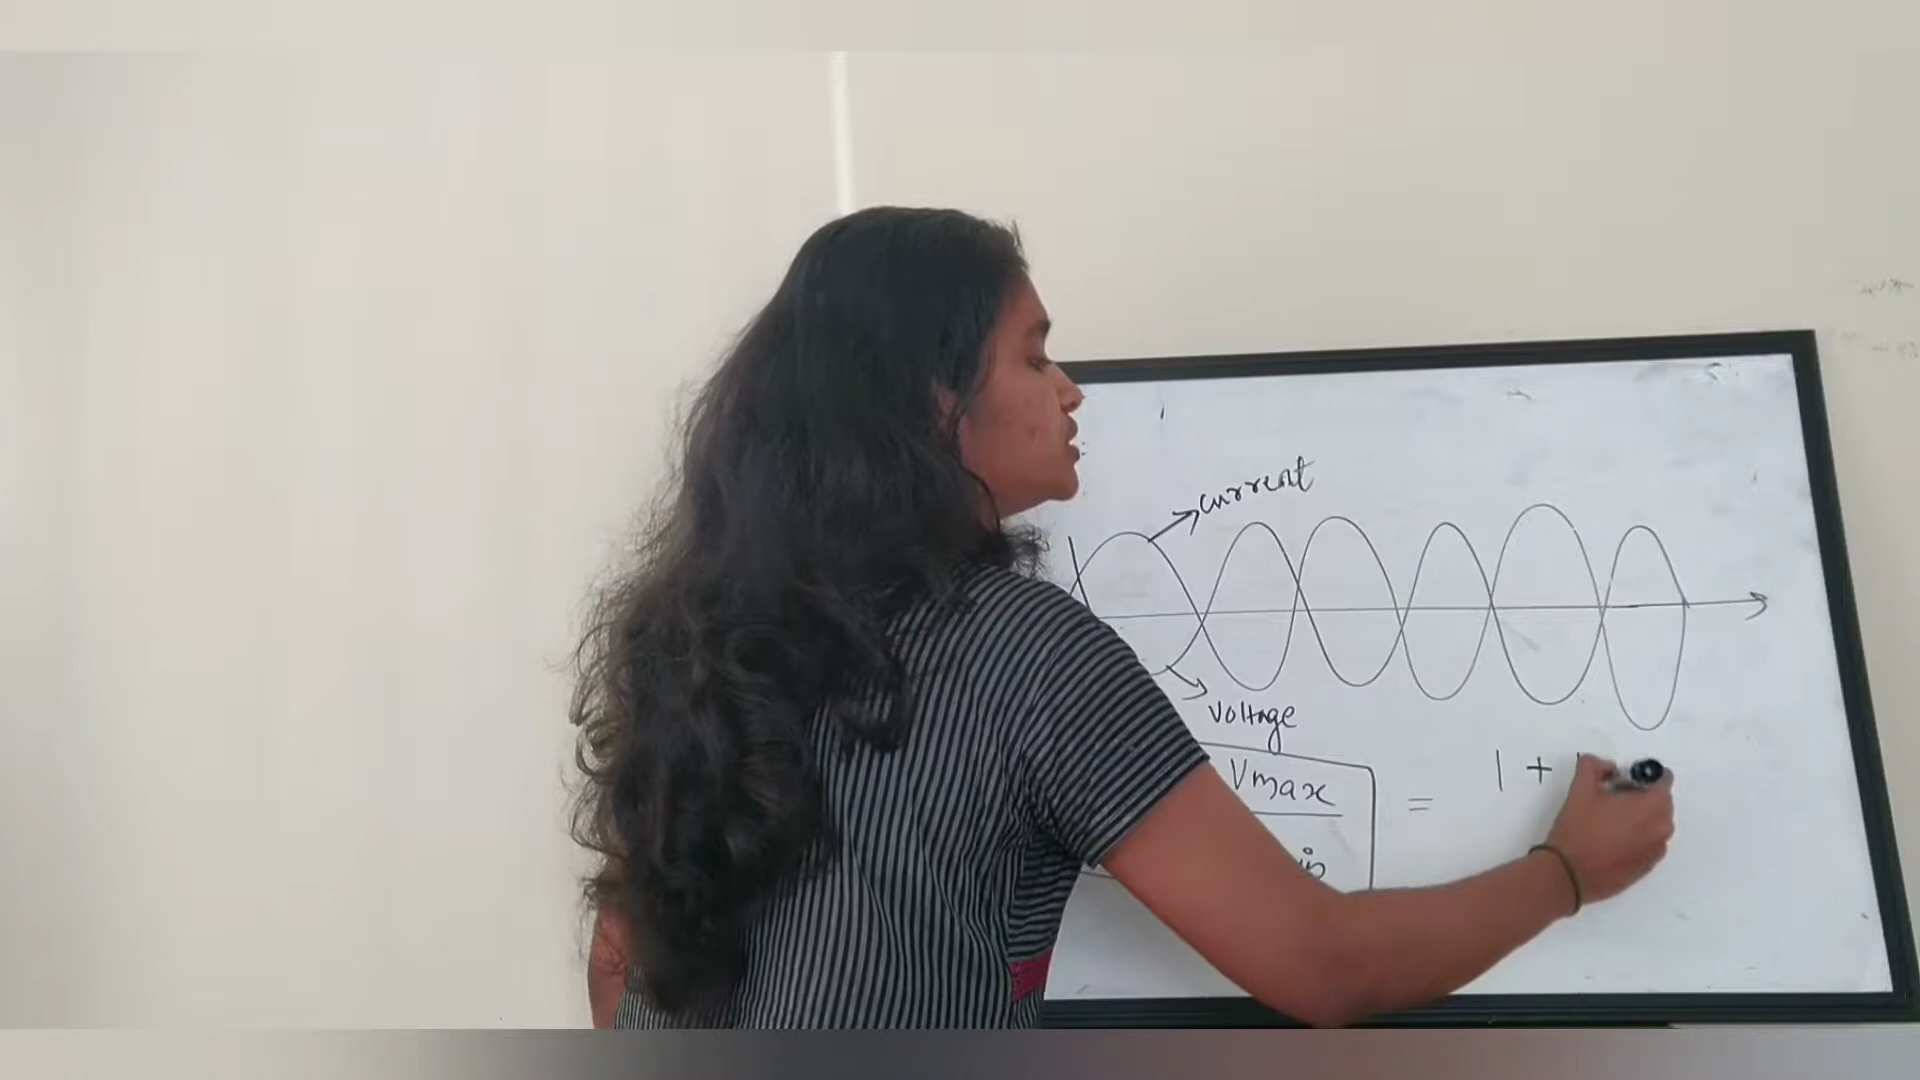 current
Voltage
Vmax = 1 +